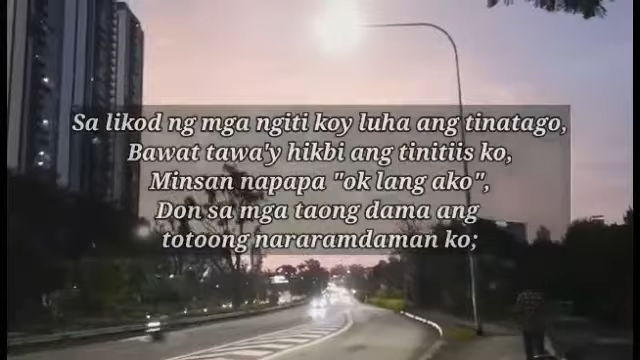 Sa likod ng mga ngiti koy luha ang tinatago,
Bawat tawa'y hikbi ang tinitiis ko,
Minsan napapa "ok lang ako",
Don sa mga taong dama ang
totoong nararamdaman ko;